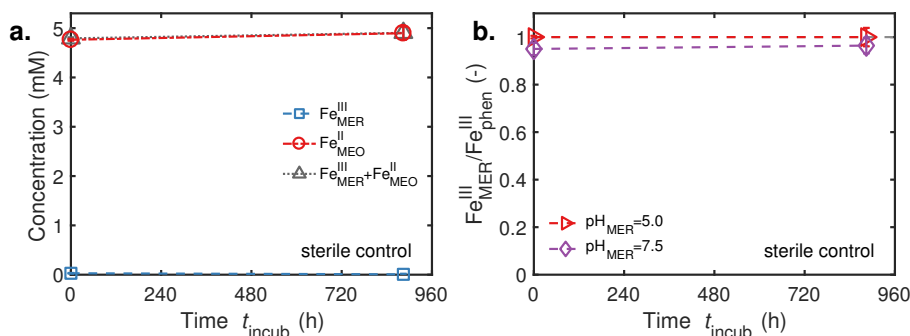 a.
Concentration (mM)
5
4
3
2
1
0
Fe^III_MER
Fe^II_MEO
Fe^III_MER+Fe^II_MEO
sterile control
0 240 480 720 960
Time t_incub (h)
b.
Fe^III_MER/Fe^III_phen (-)
1
0.8
0.6
0.4
0.2
0
pH_MER=5.0
pH_MER=7.5
sterile control
0 240 480 720 960
Time t_incub (h)